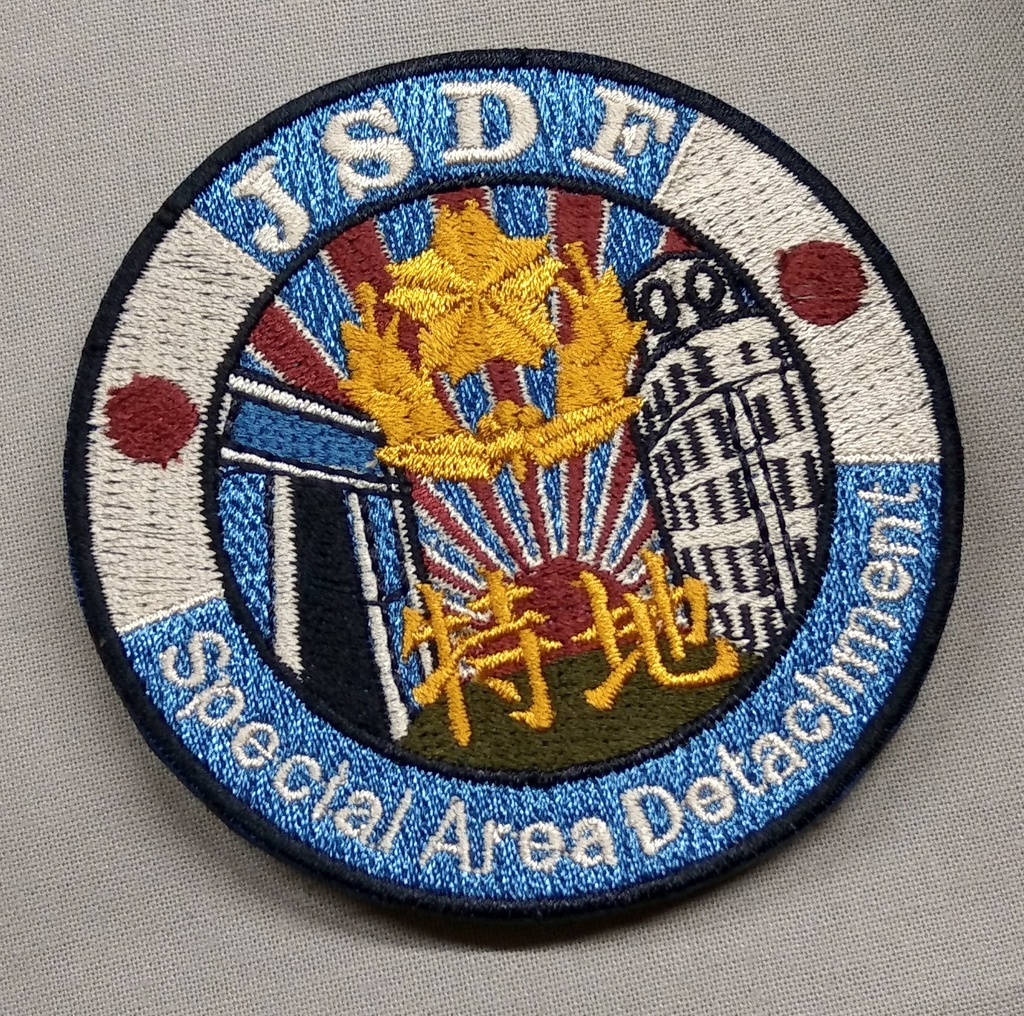 JSDF
特地
Special Area Detachment